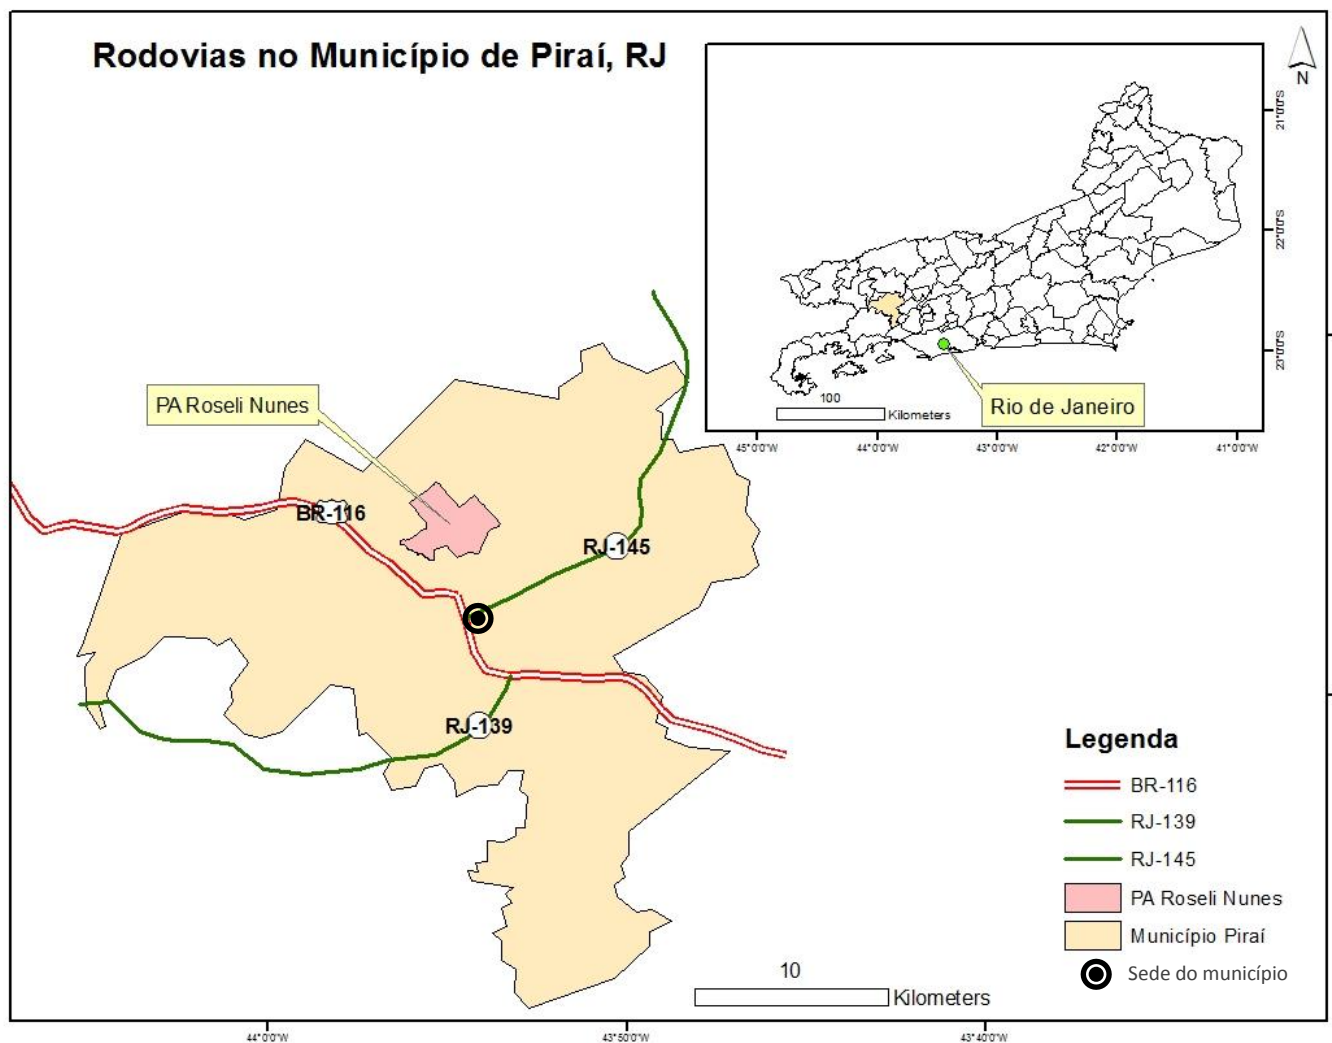 Rodovias no Município de Piraí, RJ
N
21°0'0"S
22°0'0"S
23°0'0"S
100
Kilometers
Rio de Janeiro
45°0'0"W
44°0'0"W
43°0'0"W
42°0'0"W
41°0'0"W
PA Roseli Nunes
BR-116
RJ-145
RJ-139
Legenda
BR-116
RJ-139
RJ-145
PA Roseli Nunes
Município Piraí
Sede do município
10
Kilometers
44°0'0"W
43°50'0"W
43°40'0"W